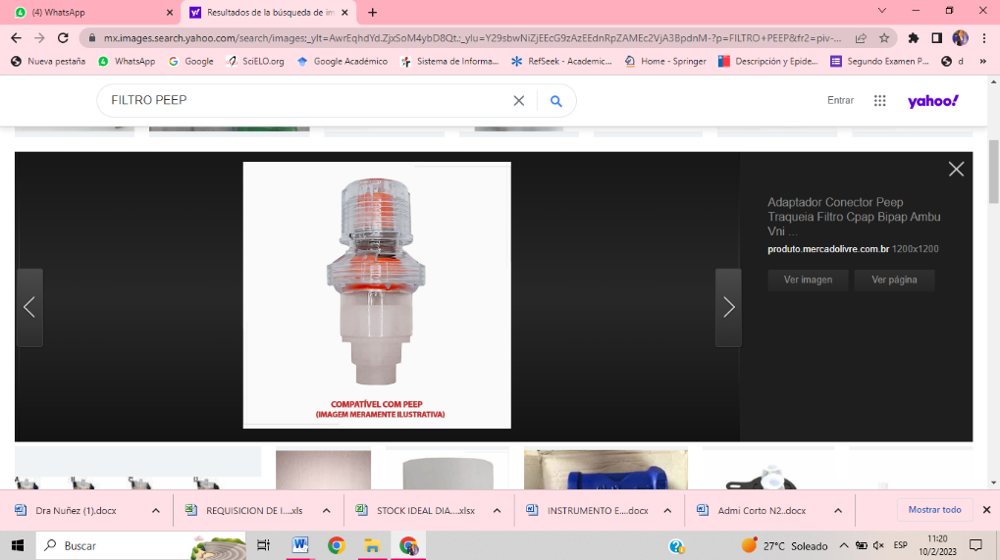 (4) WhatsApp
Resultados de la búsqueda de im
mx.images.search.yahoo.com/search/images;_ylt=AwrEqhdYd.ZjxSoM4ybD8Qt.;_ylu=Y29sbwNiZjEEcG9zAzEEdnRpZAMEc2VjA3BpdnM-?p=FILTRO+PEEP&fr2=piv-...
Nueva pestaña
WhatsApp
Google
SciELO.org
Google Académico
Sistema de Informa...
RefSeek - Academic...
Home - Springer
Descripción y Epide...
Segundo Examen P...
d
»
FILTRO PEEP
Entrar
yahoo!
Adaptador Conector Peep
Traqueia Filtro Cpap Bipap Ambu
Vni ...
produto.mercadolivre.com.br 1200x1200
Ver imagen
Ver página
COMPATÍVEL COM PEEP
(IMAGEM MERAMENTE ILUSTRATIVA)
Dra Nuñez (1).docx
REQUISICION DE I....xls
STOCK IDEAL DIA....xlsx
INSTRUMENTO E....docx
Admi Corto N2..docx
Mostrar todo
Buscar
27°C Soleado
ESP
11:20
10/2/2023